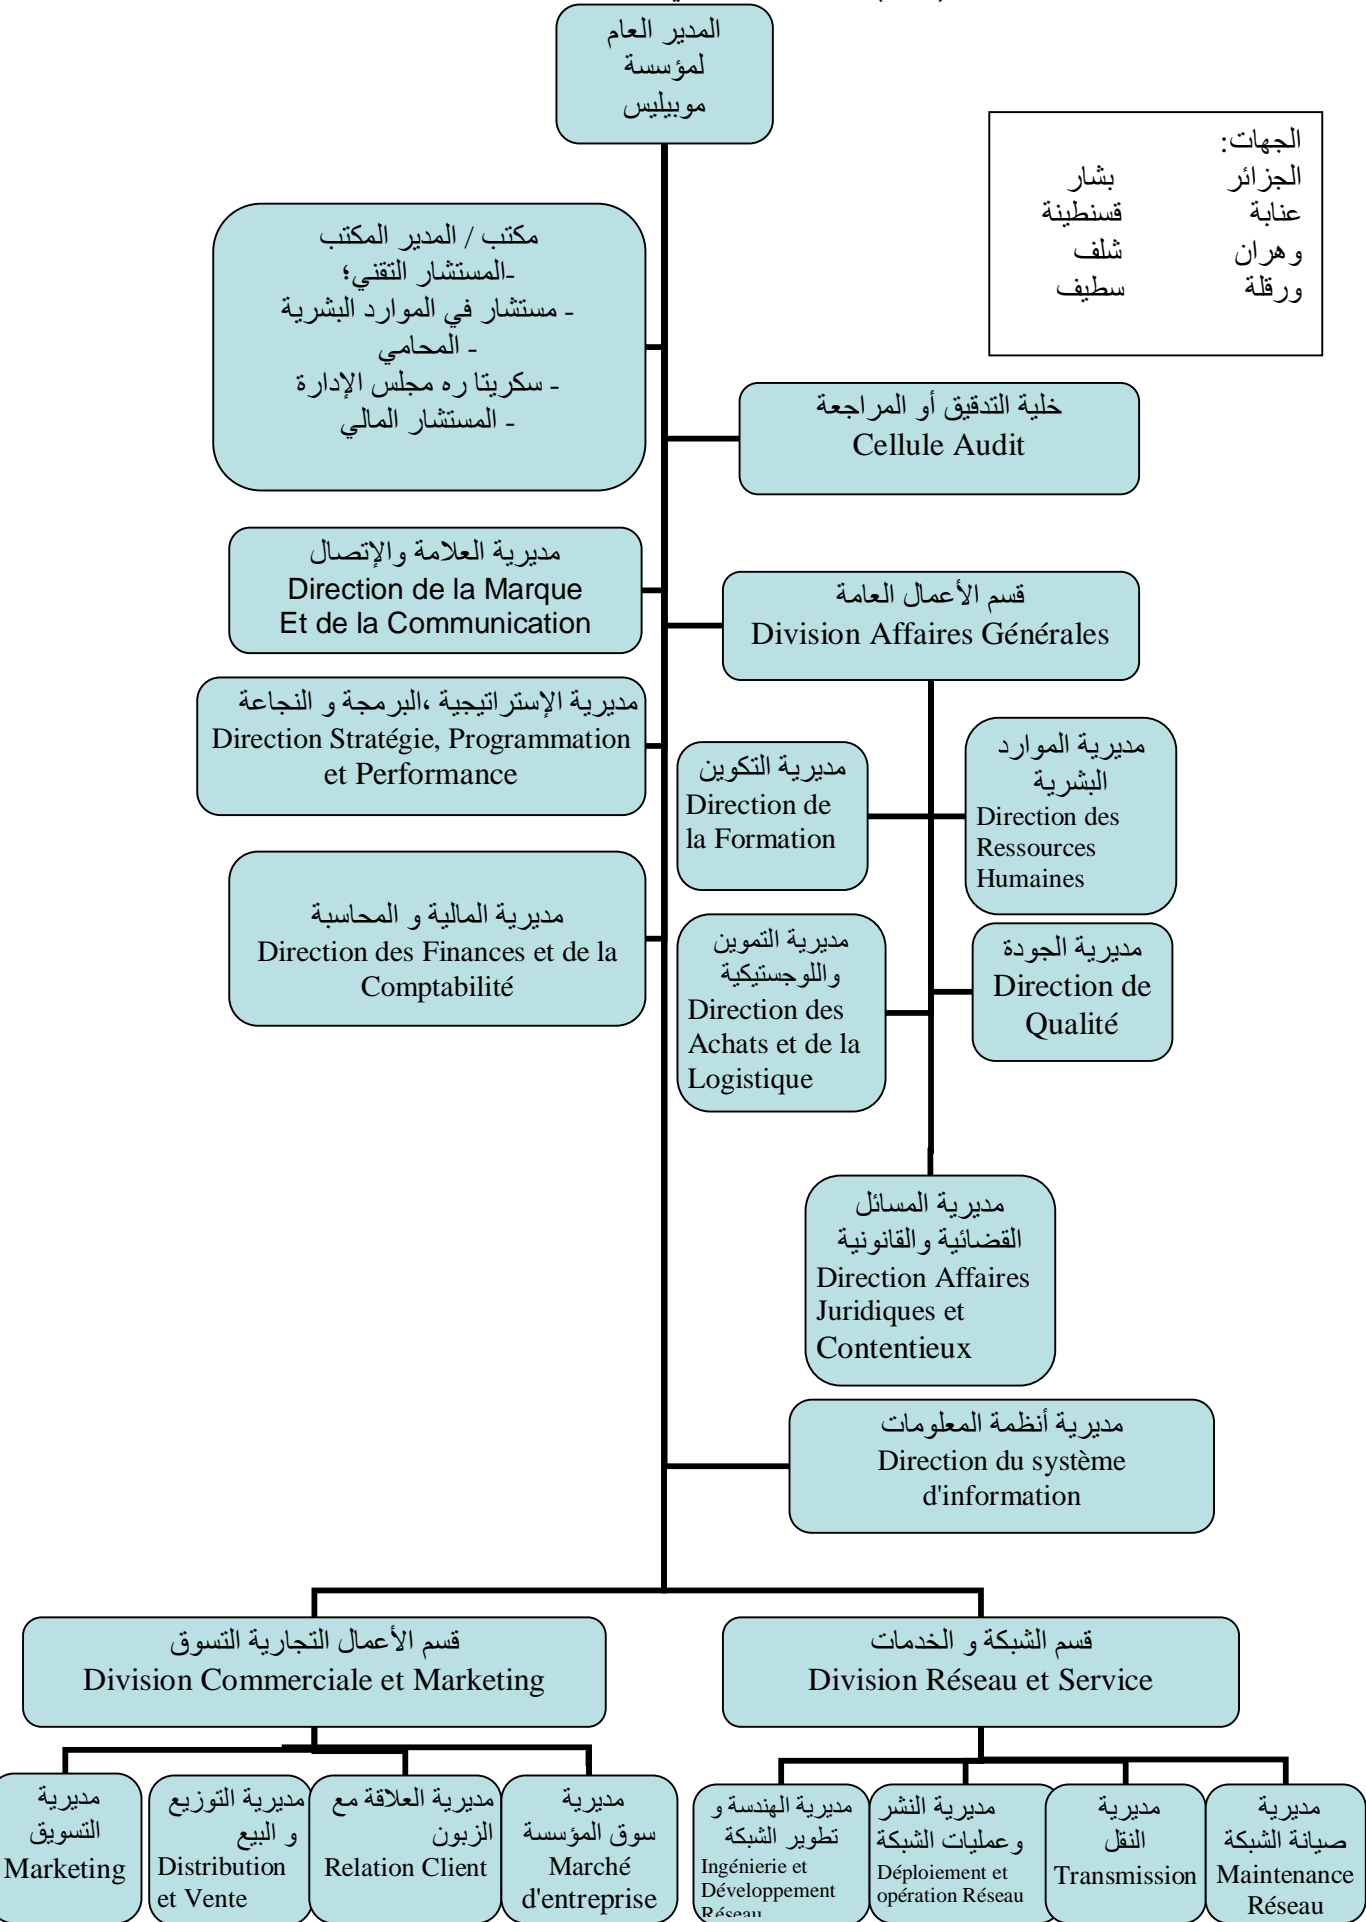 المدير العام
لمؤسسة
موبيليس
الجهات:
الجزائر بشار
عنابة قسنطينة
وهران شلف
ورقلة سطيف
مكتب / المدير المكتب
-المستشار التقني؛
- مستشار في الموارد البشرية
- المحامي
- سكريتا ره مجلس الإدارة
- المستشار المالي
خلية التدقيق أو المراجعة
Cellule Audit
مديرية العلامة والإتصال
Direction de la Marque
Et de la Communication
قسم الأعمال العامة
Division Affaires Générales
مديرية الإستراتيجية ،البرمجة و النجاعة
Direction Stratégie, Programmation
et Performance
مديرية التكوين
Direction de
la Formation
مديرية الموارد
البشرية
Direction des
Ressources
Humaines
مديرية المالية و المحاسبة
Direction des Finances et de la
Comptabilité
مديرية التموين
واللوجستيكية
Direction des
Achats et de la
Logistique
مديرية الجودة
Direction de
Qualité
مديرية المسائل
القضائية والقانونية
Direction Affaires
Juridiques et
Contentieux
مديرية أنظمة المعلومات
Direction du système
d'information
قسم الأعمال التجارية التسوق
Division Commerciale et Marketing
قسم الشبكة و الخدمات
Division Réseau et Service
مديرية
التسويق
Marketing
مديرية التوزيع
و البيع
Distribution
et Vente
مديرية العلاقة مع
الزبون
Relation Client
مديرية
سوق المؤسسة
Marché
d'entreprise
مديرية الهندسة و
تطوير الشبكة
Ingénierie et
Développement
Réseau
مديرية النشر
وعمليات الشبكة
Déploiement et
opération Réseau
مديرية
النقل
Transmission
مديرية
صيانة الشبكة
Maintenance
Réseau